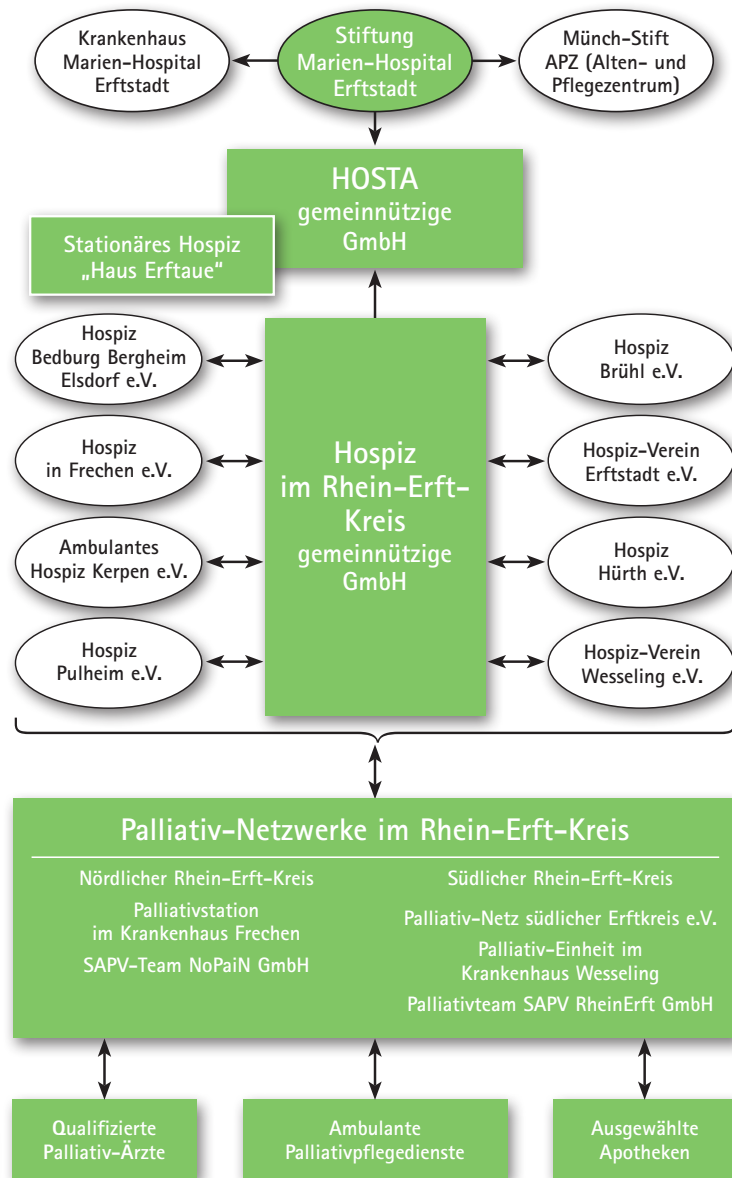 Krankenhaus
Marien-Hospital
Erftstadt
Stiftung
Marien-Hospital
Erftstadt
Münch-Stift
APZ (Alten- und
Pflegezentrum)
HOSTA
gemeinnützige
GmbH
Stationäres Hospiz
„Haus Erftaue“
Hospiz
Bedburg Bergheim
Elsdorf e.V.
Hospiz
in Frechen e.V.
Ambulantes
Hospiz Kerpen e.V.
Hospiz
Pulheim e.V.
Hospiz
im Rhein-Erft-
Kreis
gemeinnützige
GmbH
Hospiz
Brühl e.V.
Hospiz-Verein
Erftstadt e.V.
Hospiz
Hürth e.V.
Hospiz-Verein
Wesseling e.V.
Palliativ-Netzwerke im Rhein-Erft-Kreis
Nördlicher Rhein-Erft-Kreis
Palliativstation
im Krankenhaus Frechen
SAPV-Team NoPaiN GmbH
Südlicher Rhein-Erft-Kreis
Palliativ-Netz südlicher Erftkreis e.V.
Palliativ-Einheit im
Krankenhaus Wesseling
Palliativteam SAPV RheinErft GmbH
Qualifizierte
Palliativ-Ärzte
Ambulante
Palliativpflegedienste
Ausgewählte
Apotheken